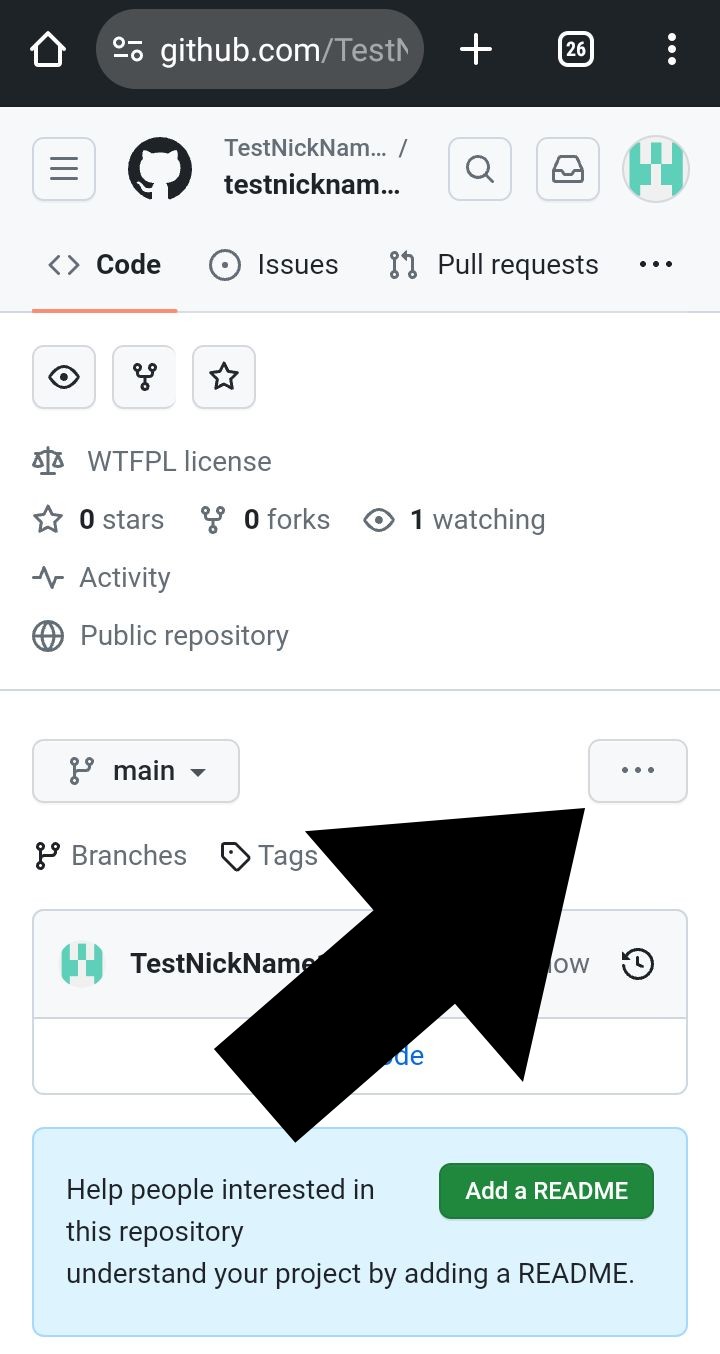 github.com/TestN
26
TestNickNam... /
testnicknam...
Code
Issues
Pull requests
WTFPL license
0 stars
0 forks
1 watching
Activity
Public repository
main
Branches
Tags
TestNickName
Help people interested in
this repository
understand your project by adding a README.
Add a README